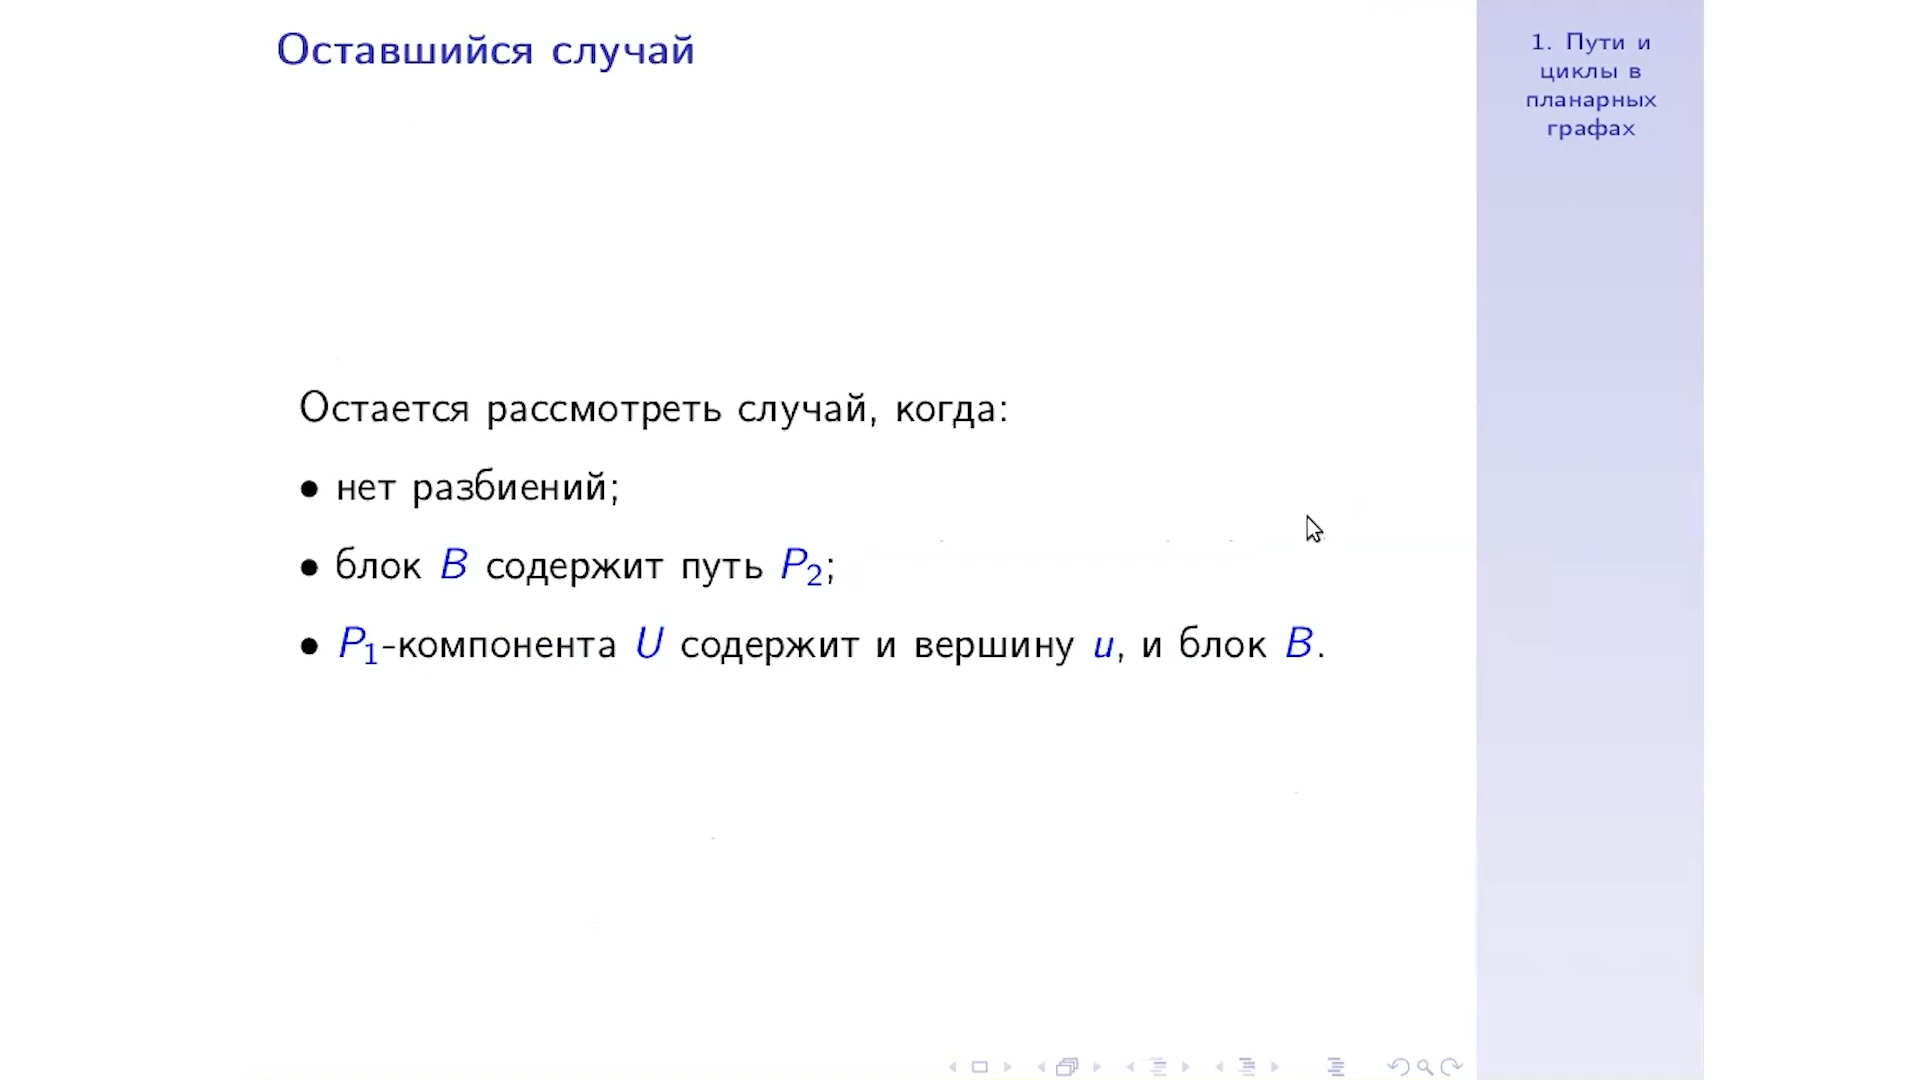 Оставшийся случай
1. Пути и
циклы в
планарных
графах
Остается рассмотреть случай, когда:
• нет разбиений;
• блок B содержит путь P₂;
• P₁-компонента U содержит и вершину u, и блок B.